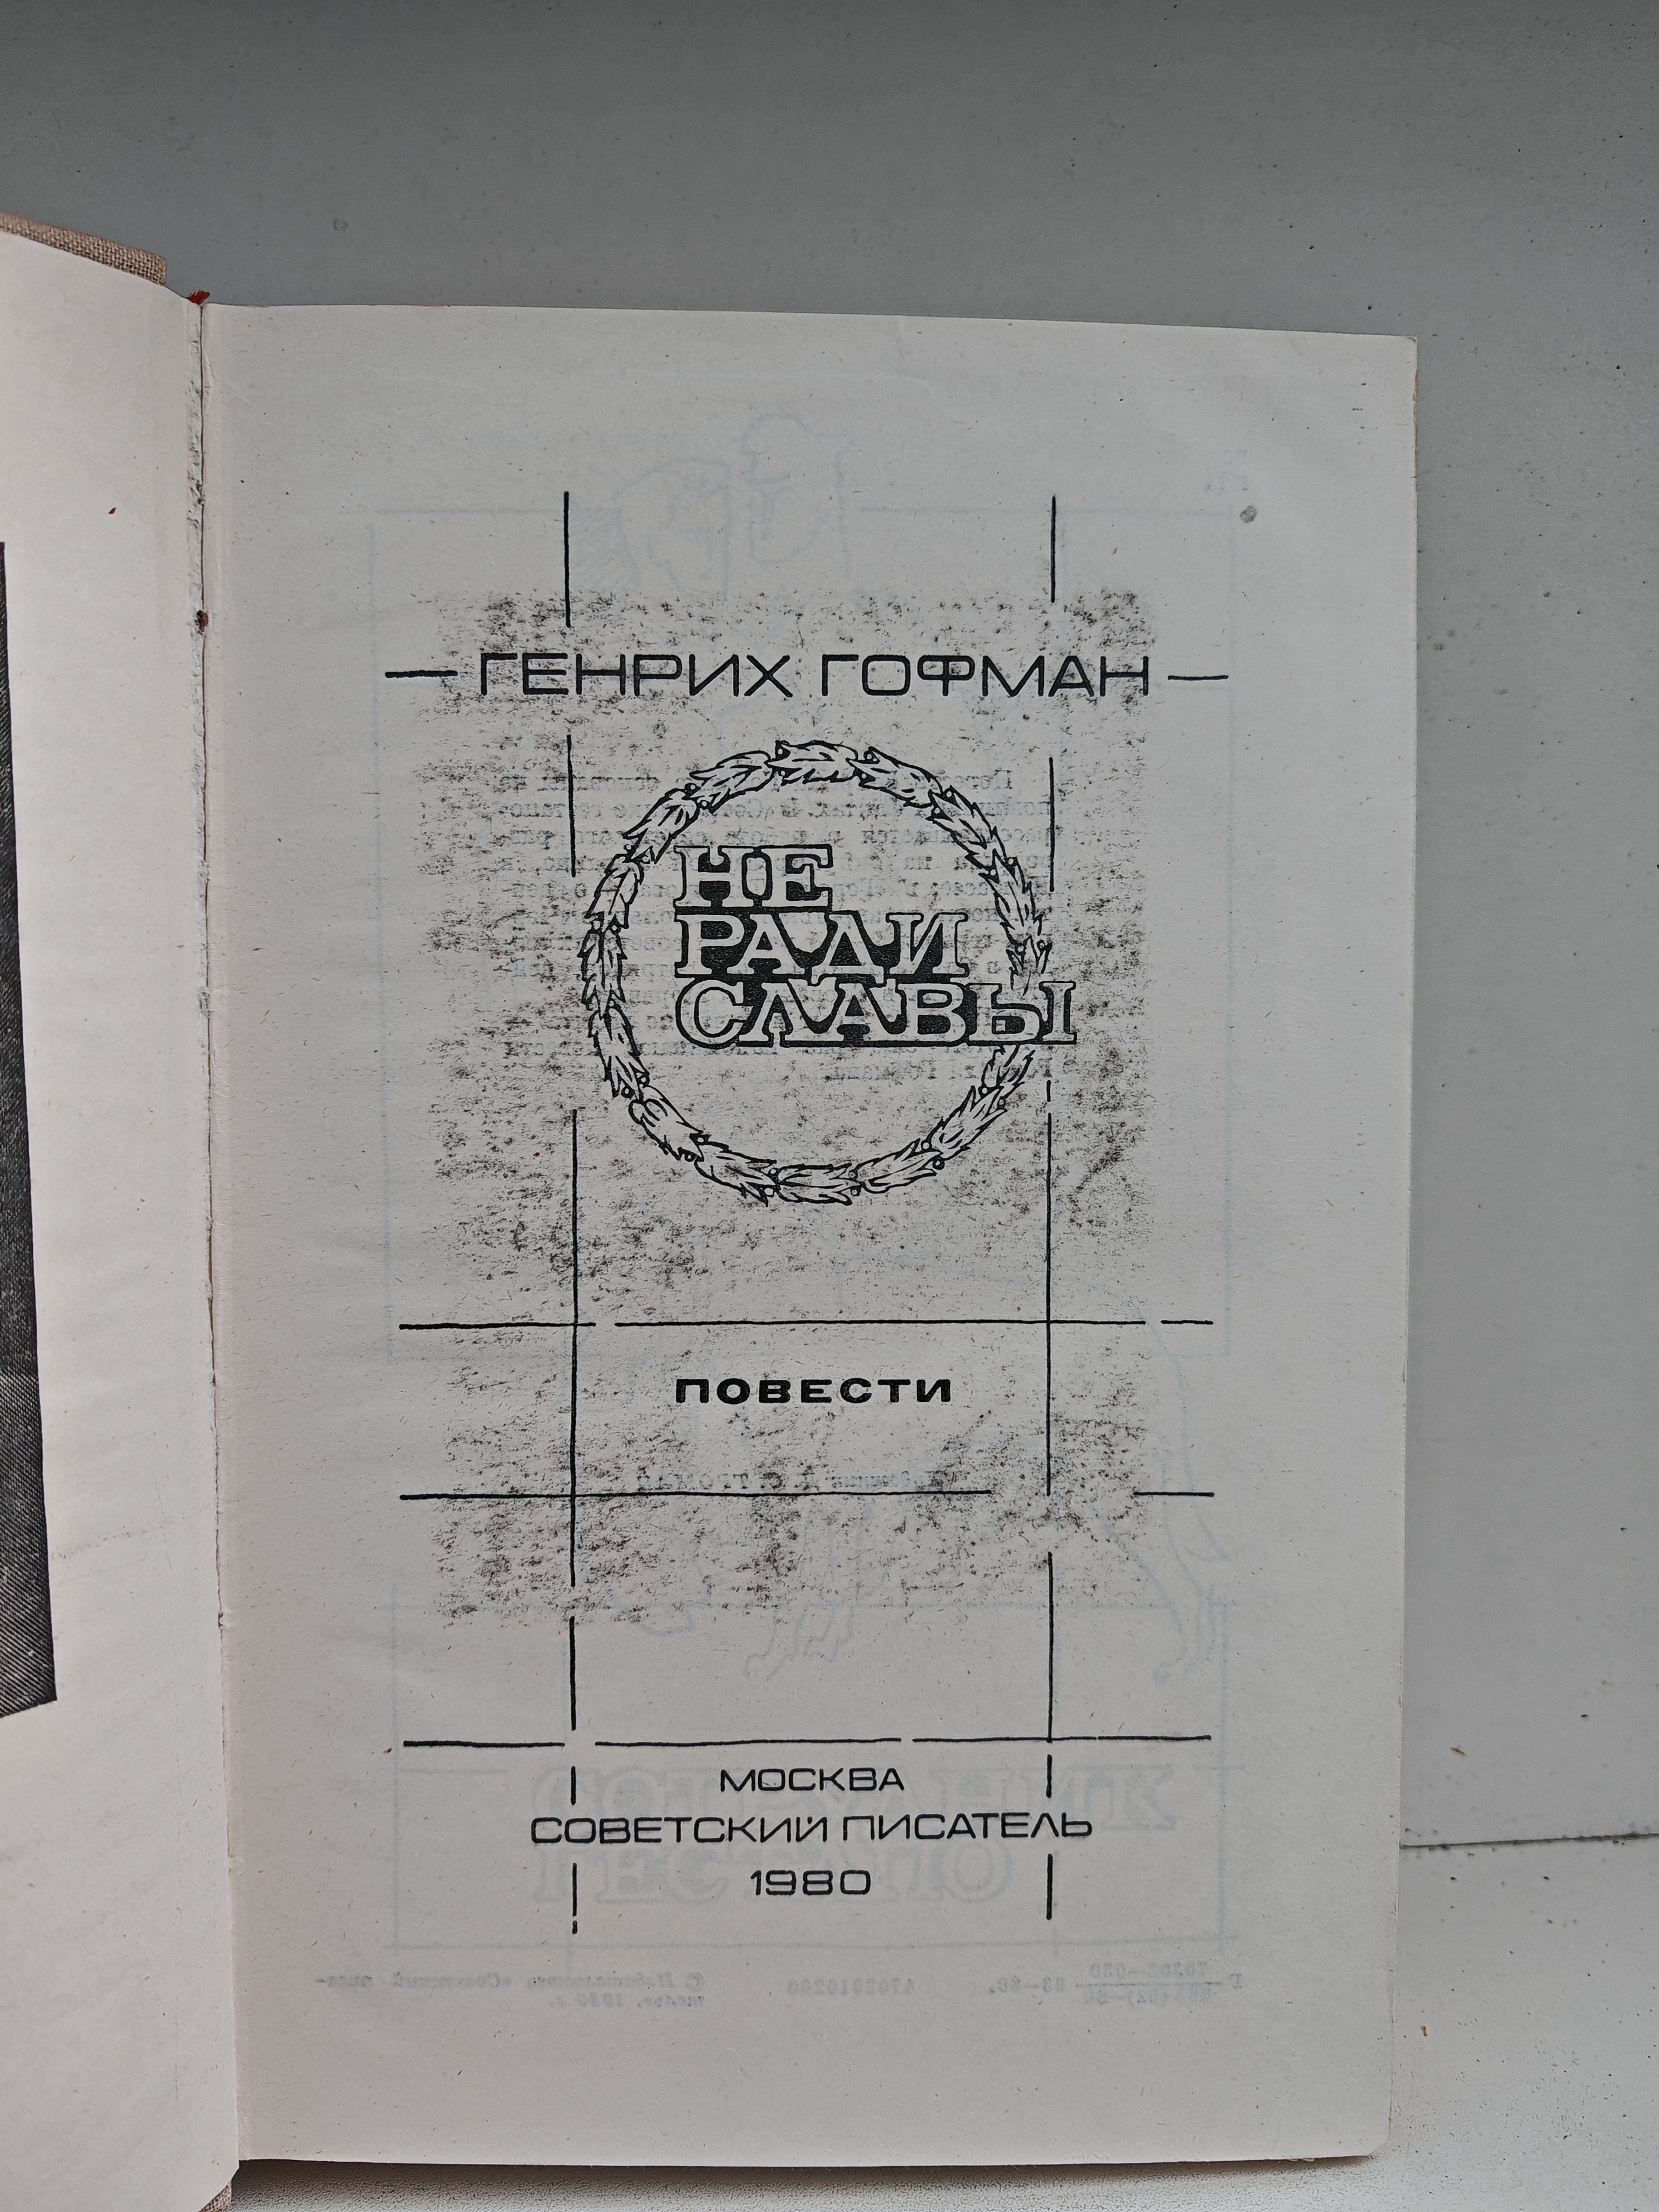 ГЕНРИХ ГОФМАН
НЕ
РАДИ
СЛАВЫ
ПОВЕСТИ
МОСКВА
СОВЕТСКИЙ ПИСАТЕЛЬ
1980